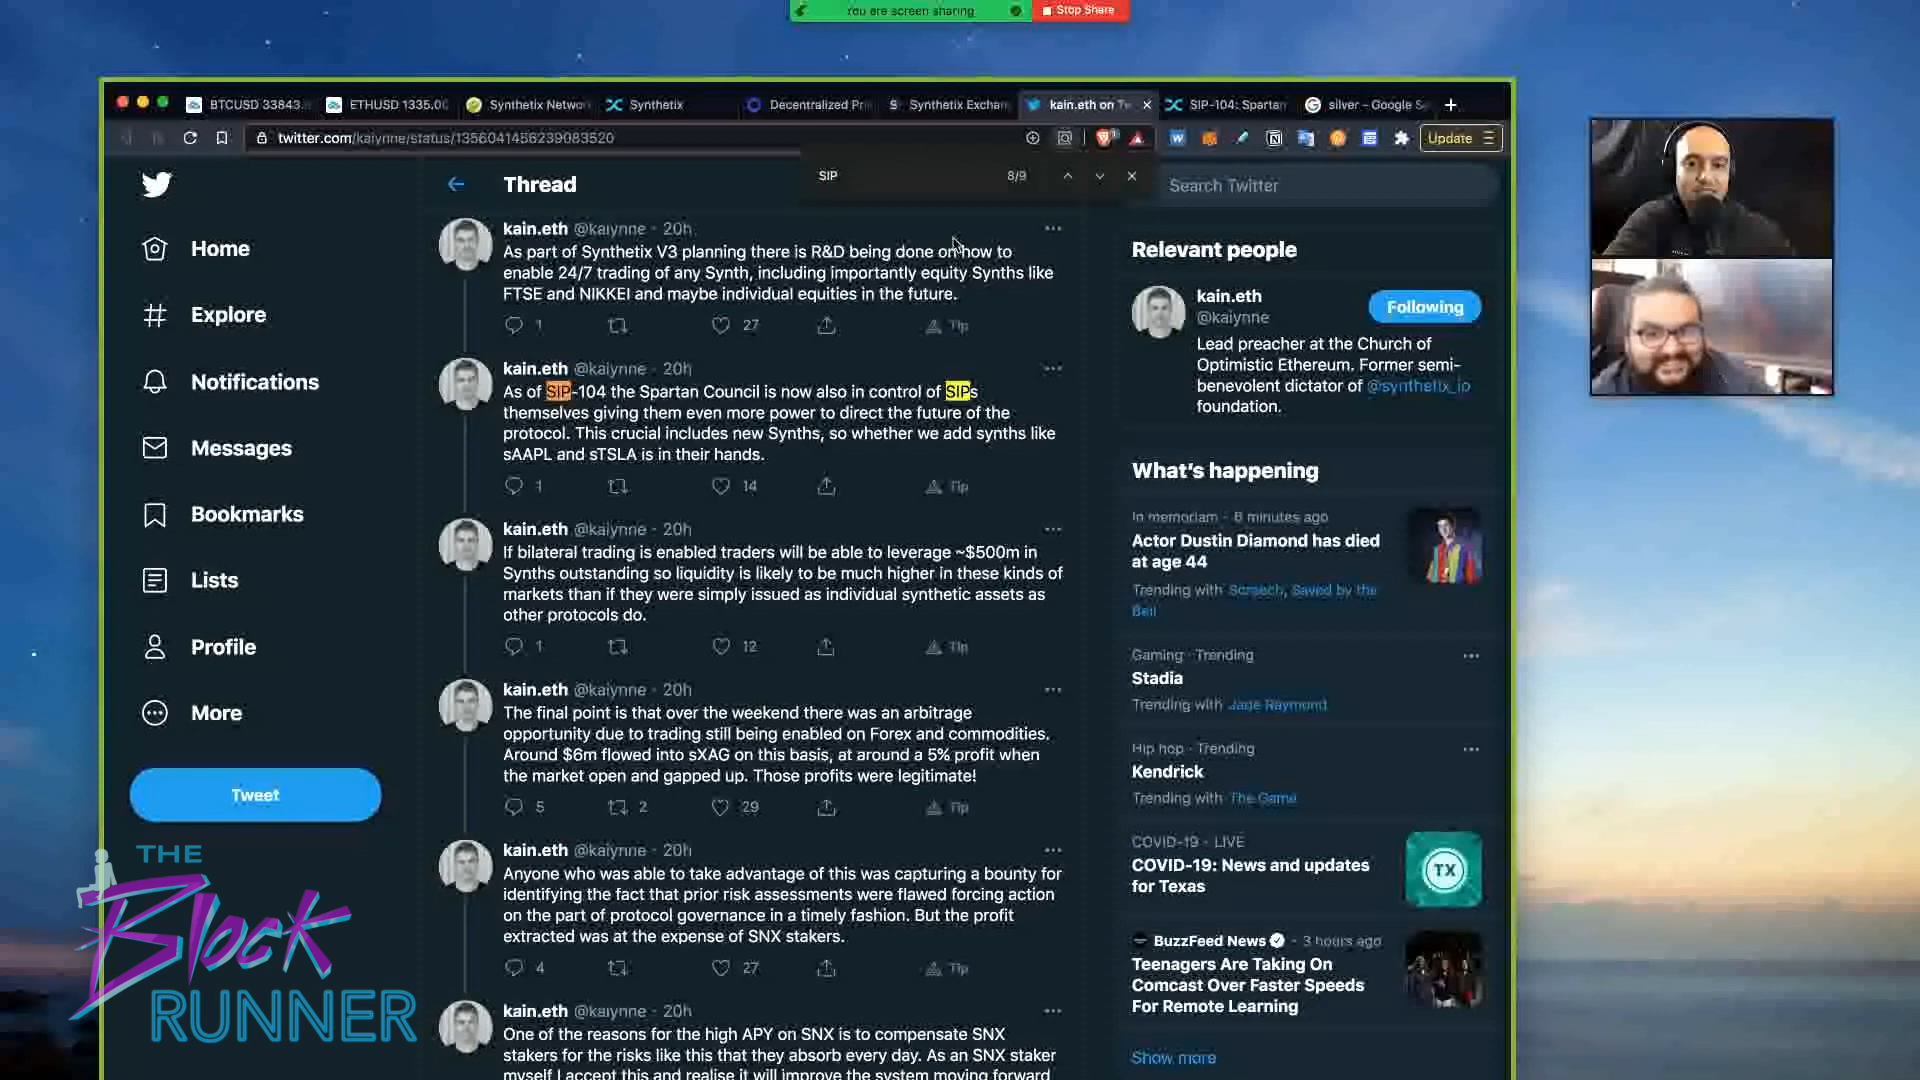 You are screen sharing
Stop Share
BTCUSD 33843.
ETHUSD 1335.00
Synthetix Networ
Synthetix
Decentralized Pri
Synthetix Exchan
kain.eth on Tw
SIP-104: Spartan
silver - Google Se
twitter.com/kaiynne/status/1356041456239083520
Update
SIP
8/9
Thread
Search Twitter
Home
Explore
Notifications
Messages
Bookmarks
Lists
Profile
More
Tweet
kain.eth @kaiynne · 20h
As part of Synthetix V3 planning there is R&D being done on how to
enable 24/7 trading of any Synth, including importantly equity Synths like
FTSE and NIKKEI and maybe individual equities in the future.
1
27
Tip
kain.eth @kaiynne · 20h
As of SIP-104 the Spartan Council is now also in control of SIPs
themselves giving them even more power to direct the future of the
protocol. This crucial includes new Synths, so whether we add synths like
sAAPL and sTSLA is in their hands.
1
14
Tip
kain.eth @kaiynne · 20h
If bilateral trading is enabled traders will be able to leverage ~$500m in
Synths outstanding so liquidity is likely to be much higher in these kinds of
markets than if they were simply issued as individual synthetic assets as
other protocols do.
1
12
Tip
kain.eth @kaiynne · 20h
The final point is that over the weekend there was an arbitrage
opportunity due to trading still being enabled on Forex and commodities.
Around $6m flowed into sXAG on this basis, at around a 5% profit when
the market open and gapped up. Those profits were legitimate!
5
2
29
Tip
kain.eth @kaiynne · 20h
Anyone who was able to take advantage of this was capturing a bounty for
identifying the fact that prior risk assessments were flawed forcing action
on the part of protocol governance in a timely fashion. But the profit
extracted was at the expense of SNX stakers.
4
27
Tip
kain.eth @kaiynne · 20h
One of the reasons for the high APY on SNX is to compensate SNX
stakers for the risks like this that they absorb every day. As an SNX staker
myself I accept this and realise it will improve the system moving forward
Relevant people
kain.eth
@kaiynne
Following
Lead preacher at the Church of
Optimistic Ethereum. Former semi-
benevolent dictator of @synthetix_io
foundation.
What's happening
In memoriam · 6 minutes ago
Actor Dustin Diamond has died
at age 44
Trending with Screech, Saved by the
Bell
Gaming · Trending
Stadia
Trending with Jade Raymond
Hip hop · Trending
Kendrick
Trending with The Game
COVID-19 · LIVE
COVID-19: News and updates
for Texas
TX
BuzzFeed News · 3 hours ago
Teenagers Are Taking On
Comcast Over Faster Speeds
For Remote Learning
Show more
THE
Block
RUNNER